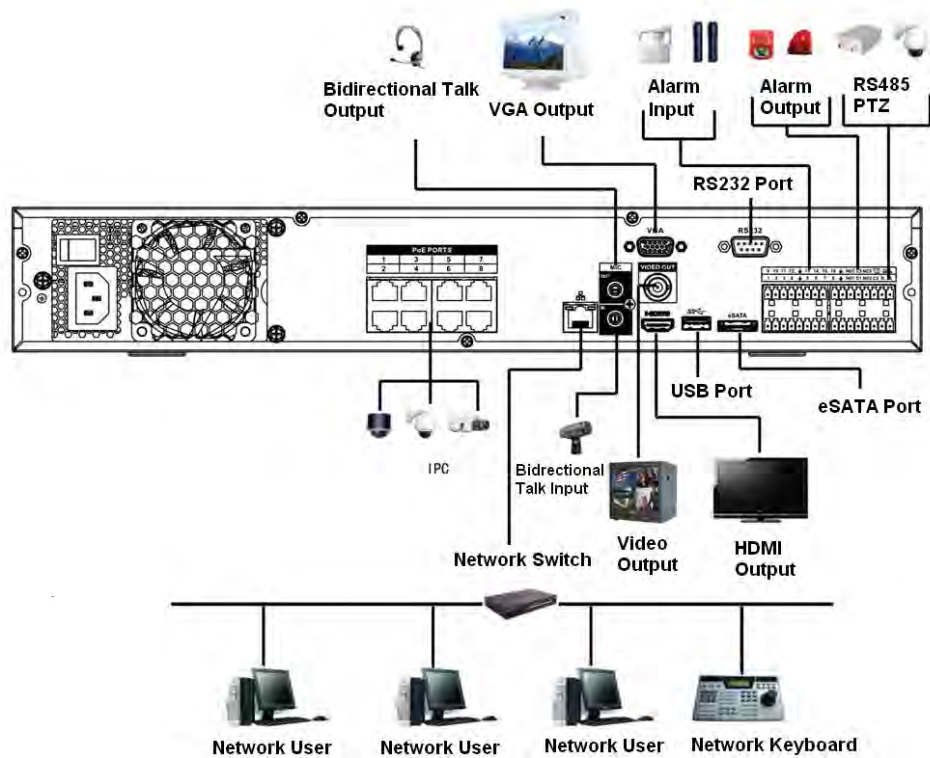 Bidirectional Talk
Output
VGA Output
Alarm
Input
Alarm
Output
RS485
PTZ
RS232 Port
VGA
RS232
PoE PORTS
1 3 5 7
2 4 6 8
MIC
VIDEO OUT
HDMI
eSATA
USB Port
eSATA Port
IPC
Bidrectional
Talk Input
Network Switch
Video
Output
HDMI
Output
Network User
Network User
Network User
Network Keyboard